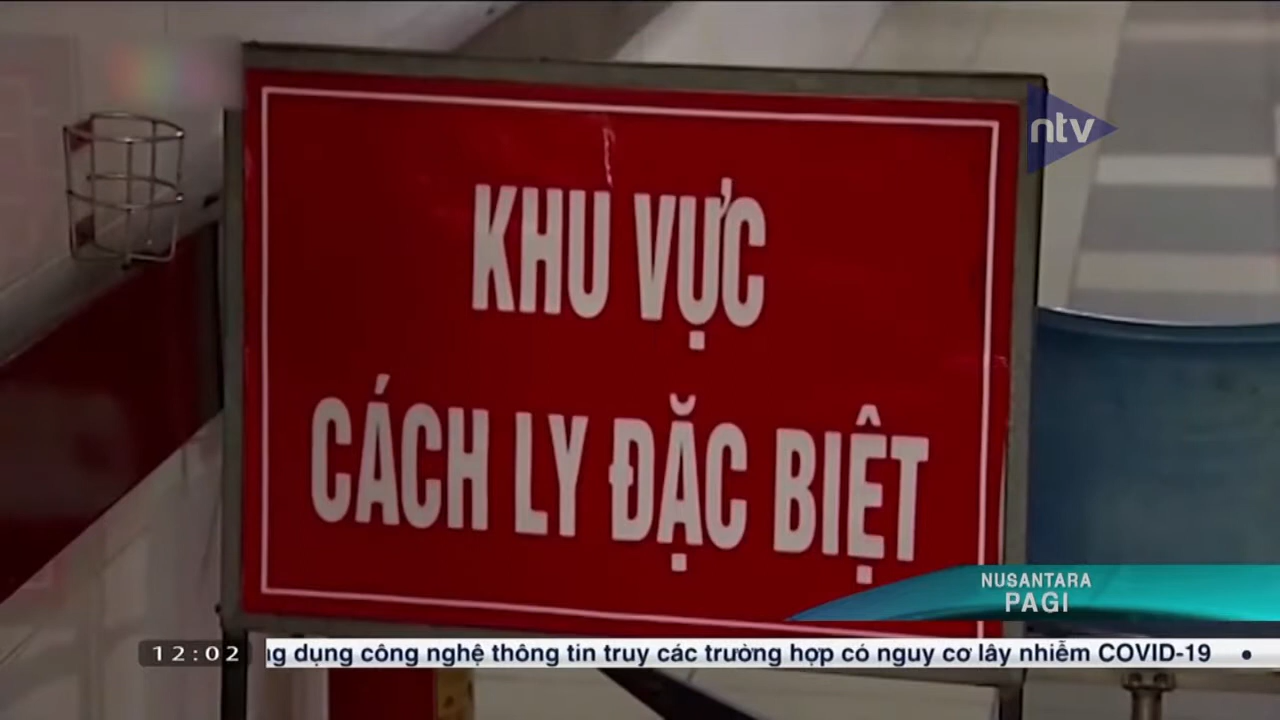 ntv
KHU VỰC
CÁCH LY ĐẶC BIỆT
NUSANTARA
PAGI
12:02 dụng công nghệ thông tin truy các trường hợp có nguy cơ lây nhiễm COVID-19 •